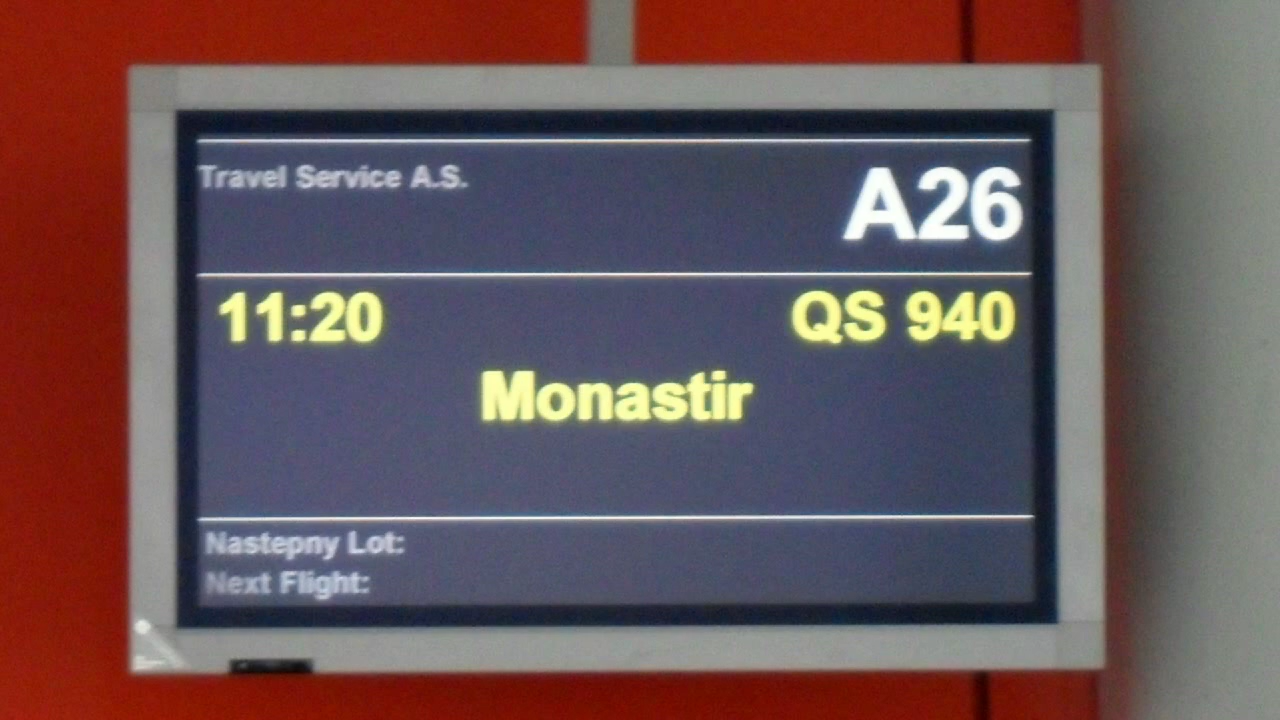 Travel Service A.S.
A26
11:20 QS 940
Monastir
Nastepny Lot:
Next Flight: